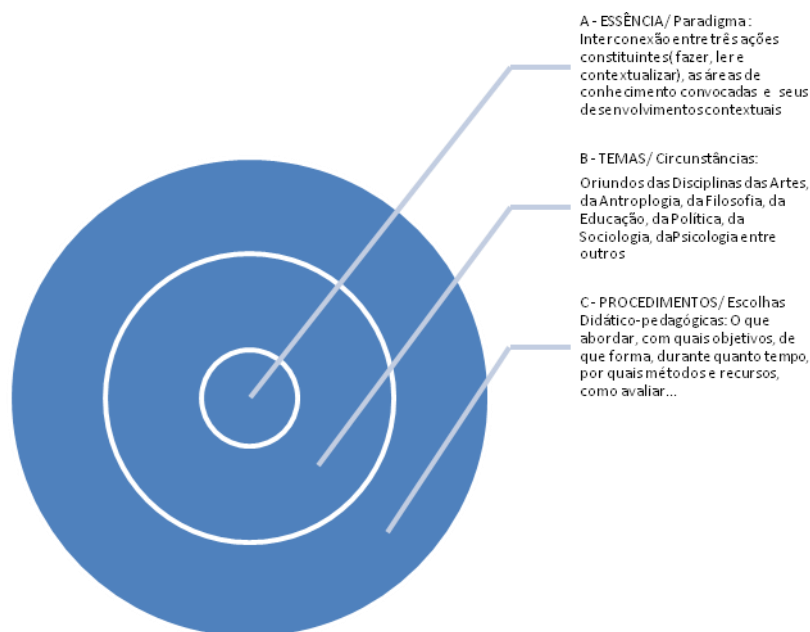 A - ESSÊNCIA/ Paradigma :
Interconexão entre três ações
constituintes( fazer, ler e
contextualizar), as áreas de
conhecimento convocadas e seus
desenvolvimentos contextuais
B - TEMAS/ Circunstâncias:
Oriundos das Disciplinas das Artes,
da Antroplogia, da Filosofia, da
Educação, da Política, da
Sociologia, daPsicologia entre
outros
C- PROCEDIMENTOS/ Escolhas
Didático-pedagógicas: O que
abordar, com quais objetivos, de
que forma, durante quanto tempo,
por quais métodos e recursos,
como avaliar...